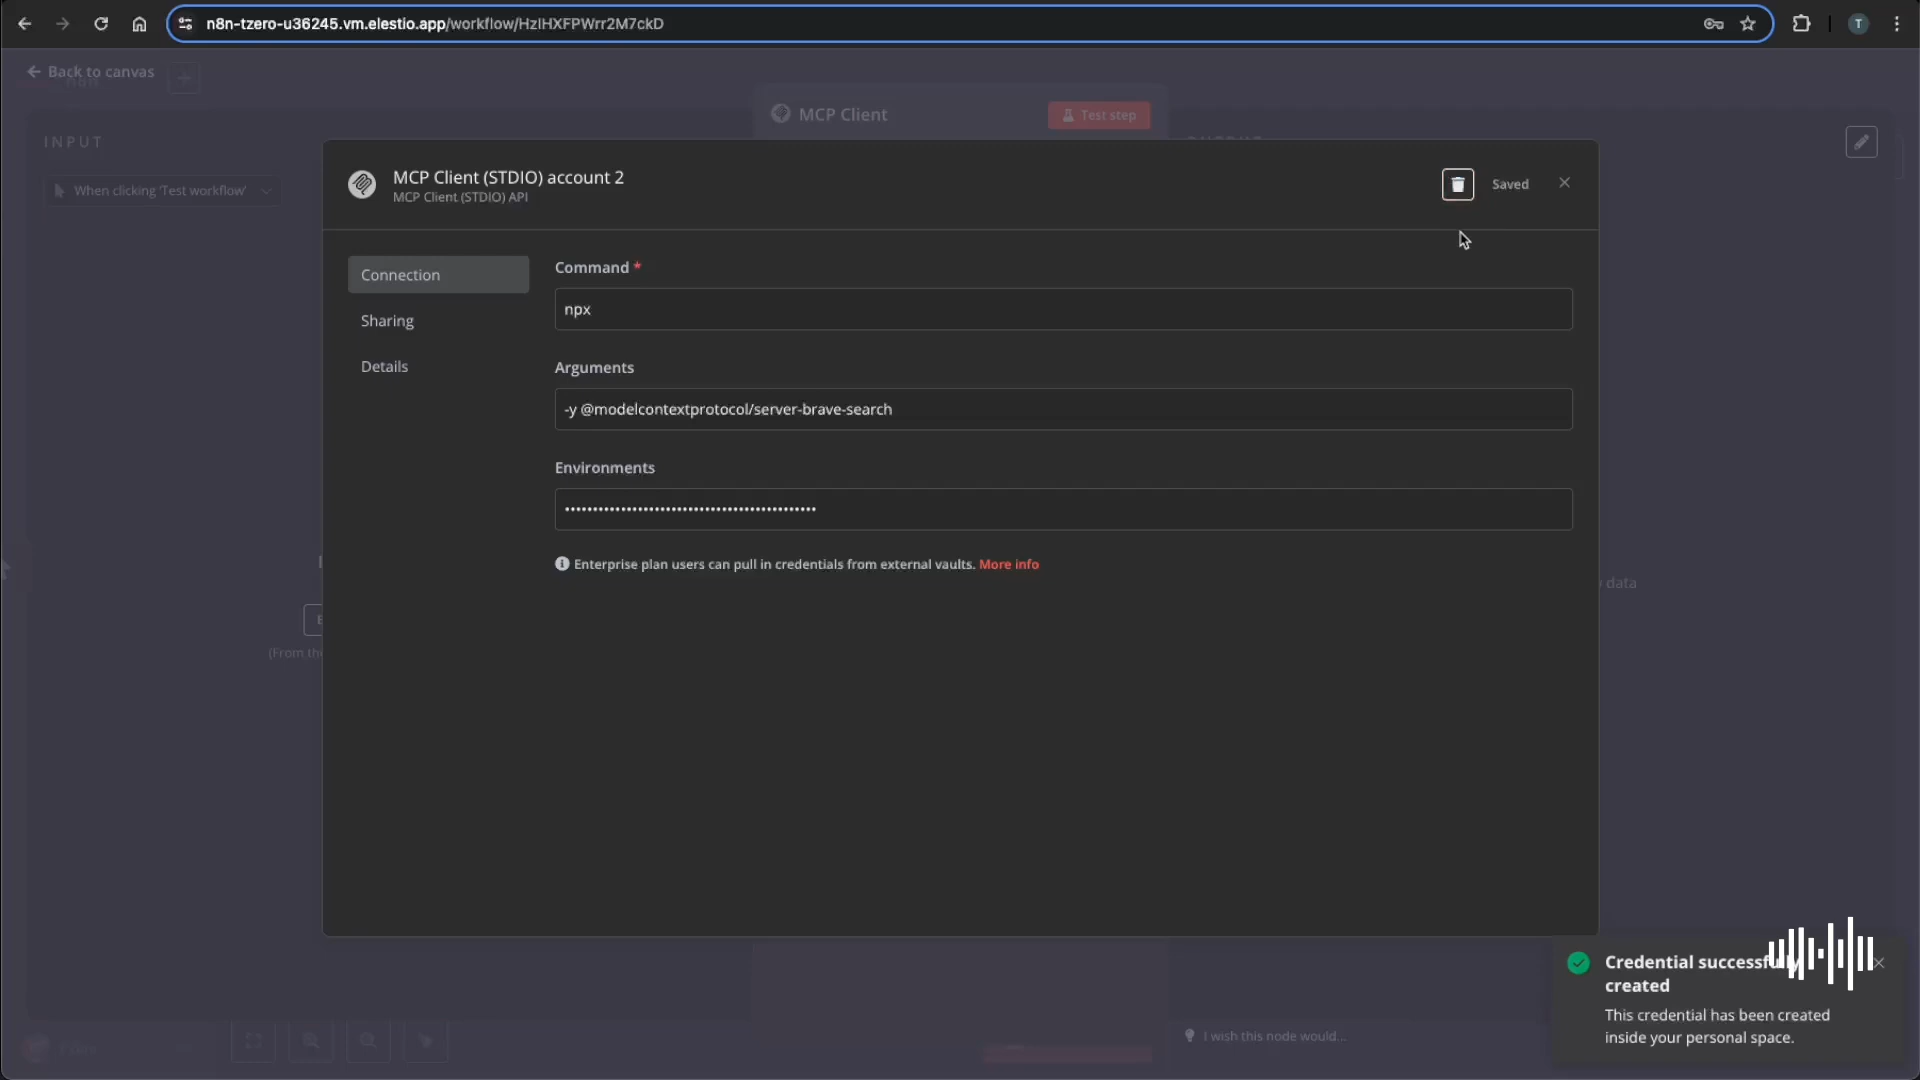 n8n-tzero-u36245.vm.elestio.app/workflow/HzIHXFPWrr2M7ckD
T
Back to canvas
MCP Client
Test step
INPUT
When clicking 'Test workflow'
MCP Client (STDIO) account 2
MCP Client (STDIO) API
Saved
Connection
Sharing
Details
Command *
npx
Arguments
-y @modelcontextprotocol/server-brave-search
Environments
••••••••••••••••••••••••••••••••••••••••••••••
Enterprise plan users can pull in credentials from external vaults. More info
data
(From the
Credential successfully
created
This credential has been created
inside your personal space.
I wish this node would...